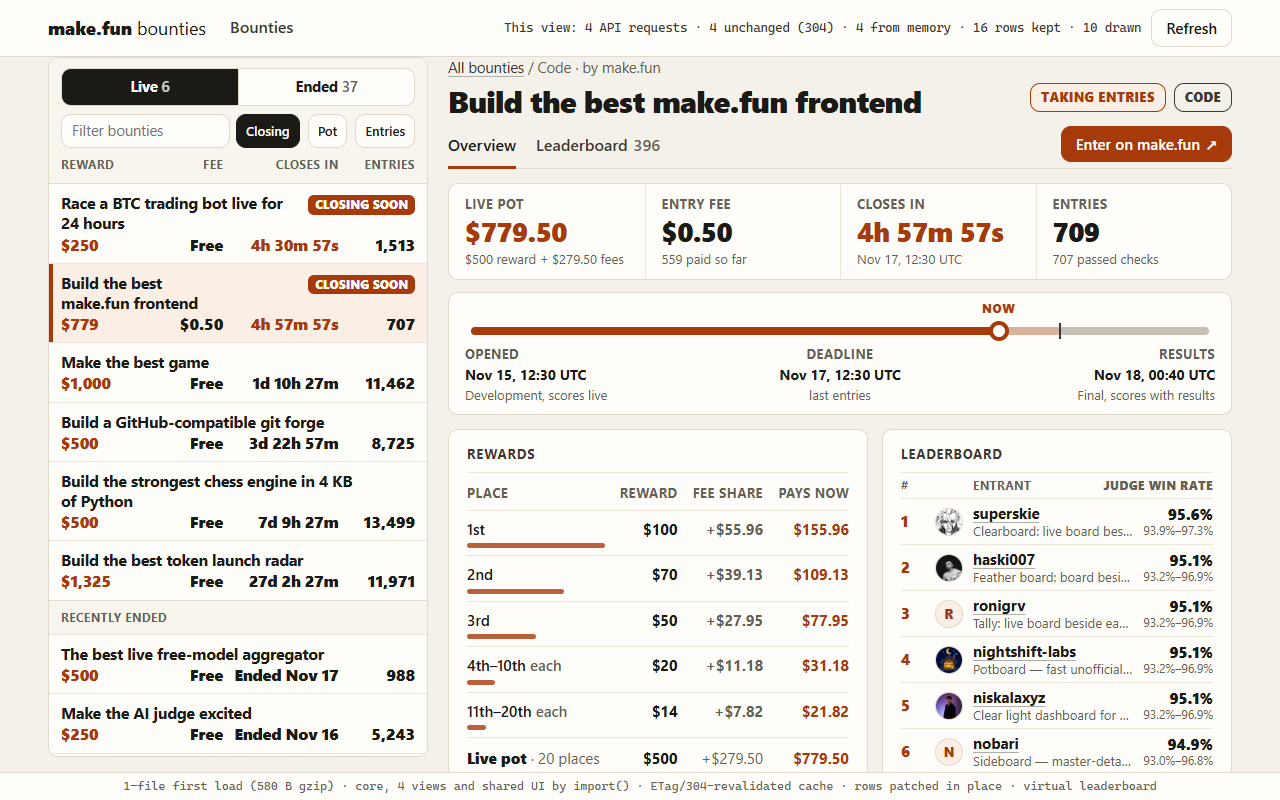 make.fun bounties
Bounties
This view: 4 API requests · 4 unchanged (304) · 4 from memory · 16 rows kept · 10 drawn
Refresh
Live 6
Ended 37
Filter bounties
Closing
Pot
Entries
REWARD FEE CLOSES IN ENTRIES
Race a BTC trading bot live for
24 hours
CLOSING SOON
$250 Free 4h 30m 57s 1,513
Build the best
make.fun frontend
CLOSING SOON
$779 $0.50 4h 57m 57s 707
Make the best game
$1,000 Free 1d 10h 27m 11,462
Build a GitHub-compatible git forge
$500 Free 3d 22h 57m 8,725
Build the strongest chess engine in 4 KB
of Python
$500 Free 7d 9h 27m 13,499
Build the best token launch radar
$1,325 Free 27d 2h 27m 11,971
RECENTLY ENDED
The best live free-model aggregator
$500 Free Ended Nov 17 988
Make the AI judge excited
$250 Free Ended Nov 16 5,243
All bounties / Code · by make.fun
Build the best make.fun frontend
TAKING ENTRIES
CODE
Overview
Leaderboard 396
Enter on make.fun ↗
LIVE POT
$779.50
$500 reward + $279.50 fees
ENTRY FEE
$0.50
559 paid so far
CLOSES IN
4h 57m 57s
Nov 17, 12:30 UTC
ENTRIES
709
707 passed checks
NOW
OPENED
Nov 15, 12:30 UTC
Development, scores live
DEADLINE
Nov 17, 12:30 UTC
last entries
RESULTS
Nov 18, 00:40 UTC
Final, scores with results
REWARDS
PLACE REWARD FEE SHARE PAYS NOW
1st $100 +$55.96 $155.96
2nd $70 +$39.13 $109.13
3rd $50 +$27.95 $77.95
4th–10th each $20 +$11.18 $31.18
11th–20th each $14 +$7.82 $21.82
Live pot · 20 places $500 +$279.50 $779.50
LEADERBOARD
# ENTRANT JUDGE WIN RATE
1 superskie 95.6%
Clearboard: live board bes... 93.9%–97.3%
2 haski007 95.1%
Feather board: board besi... 93.2%–96.9%
3 R ronigrv 95.1%
Tally: live board beside ea... 93.2%–96.9%
4 nightshift-labs 95.1%
Potboard — fast unofficial... 93.2%–96.9%
5 niskalaxyz 95.1%
Clear light dashboard for ... 93.2%–96.9%
6 N nobari 94.9%
Sideboard — master-deta... 93.0%–96.8%
1-file first load (580 B gzip) · core, 4 views and shared UI by import() · ETag/304-revalidated cache · rows patched in place · virtual leaderboard